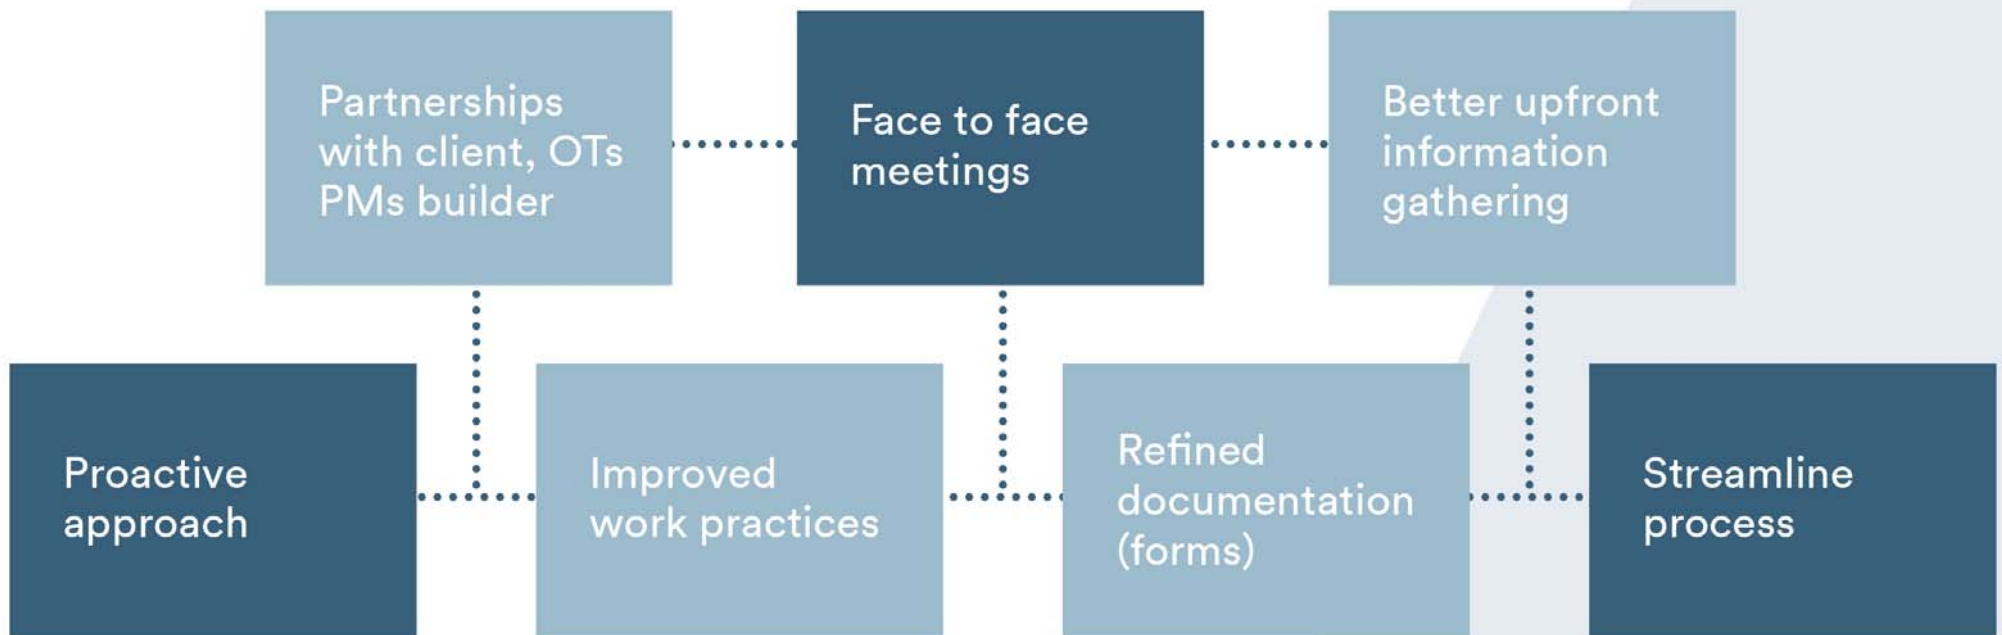 Partnerships
with client, OTs
PMs builder
Face to face
meetings
Better upfront
information
gathering
Proactive
approach
Improved
work practices
Refined
documentation
(forms)
Streamline
process